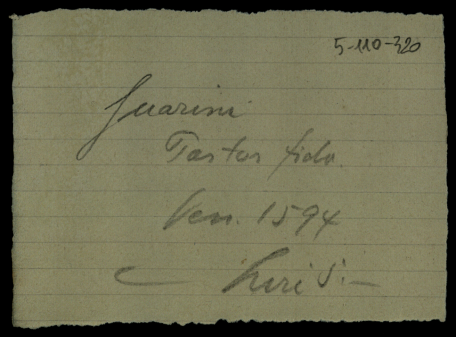 5-110-320
Guarini
Pastor fido.
Ven. 1594